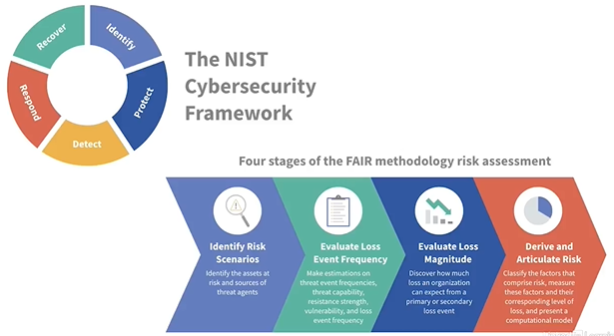 Recover
Identify
Protect
Detect
Respond
The NIST
Cybersecurity
Framework
Four stages of the FAIR methodology risk assessment
Identify Risk
Scenarios
Identify the assets at
risk and sources of
threat agents
Evaluate Loss
Event Frequency
Make estimations on
threat event frequencies,
threat capability,
resistance strength,
vulnerability, and loss
event frequency
Evaluate Loss
Magnitude
Discover how much
loss an organization
can expect from a
primary or secondary
loss event
Derive and
Articulate Risk
Classify the factors that
comprise risk, measure
these factors and their
corresponding level of
loss, and present a
computational model